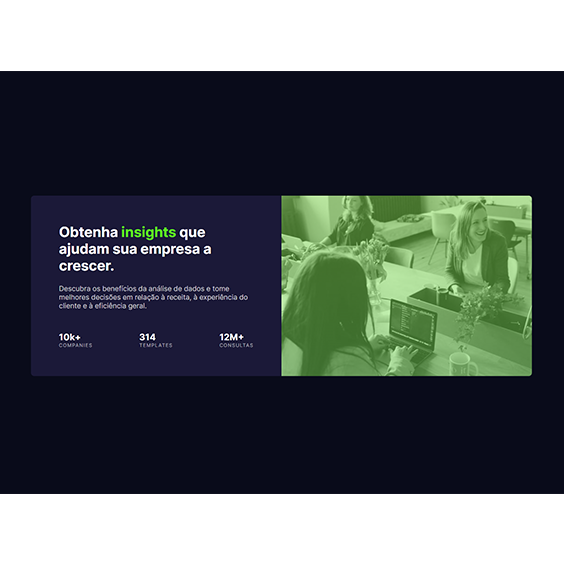 Obtenha insights que
ajudam sua empresa a
crescer.
Descubra os benefícios da análise de dados e tome
melhores decisões em relação à receita, à experiência do
cliente e à eficiência geral.
10k+ 314 12M+
COMPANIES TEMPLATES CONSULTAS